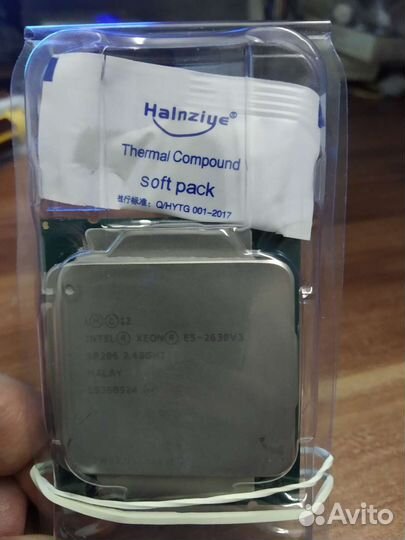 Halnziye®
Thermal Compound
soft pack
执行标准: Q/HYTG 001-2017
i Ⓜ Ⓒ 12
INTEL® XEON® E5-2630V3
SR206 2.40GHZ
MALAY
Avito